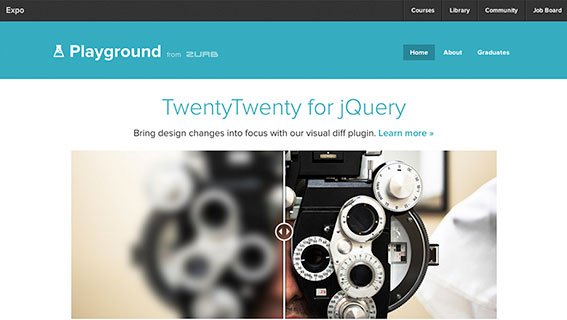 Expo
Courses Library Community Job Board
Playground from ZURB
Home About Graduates
TwentyTwenty for jQuery
Bring design changes into focus with our visual diff plugin. Learn more »